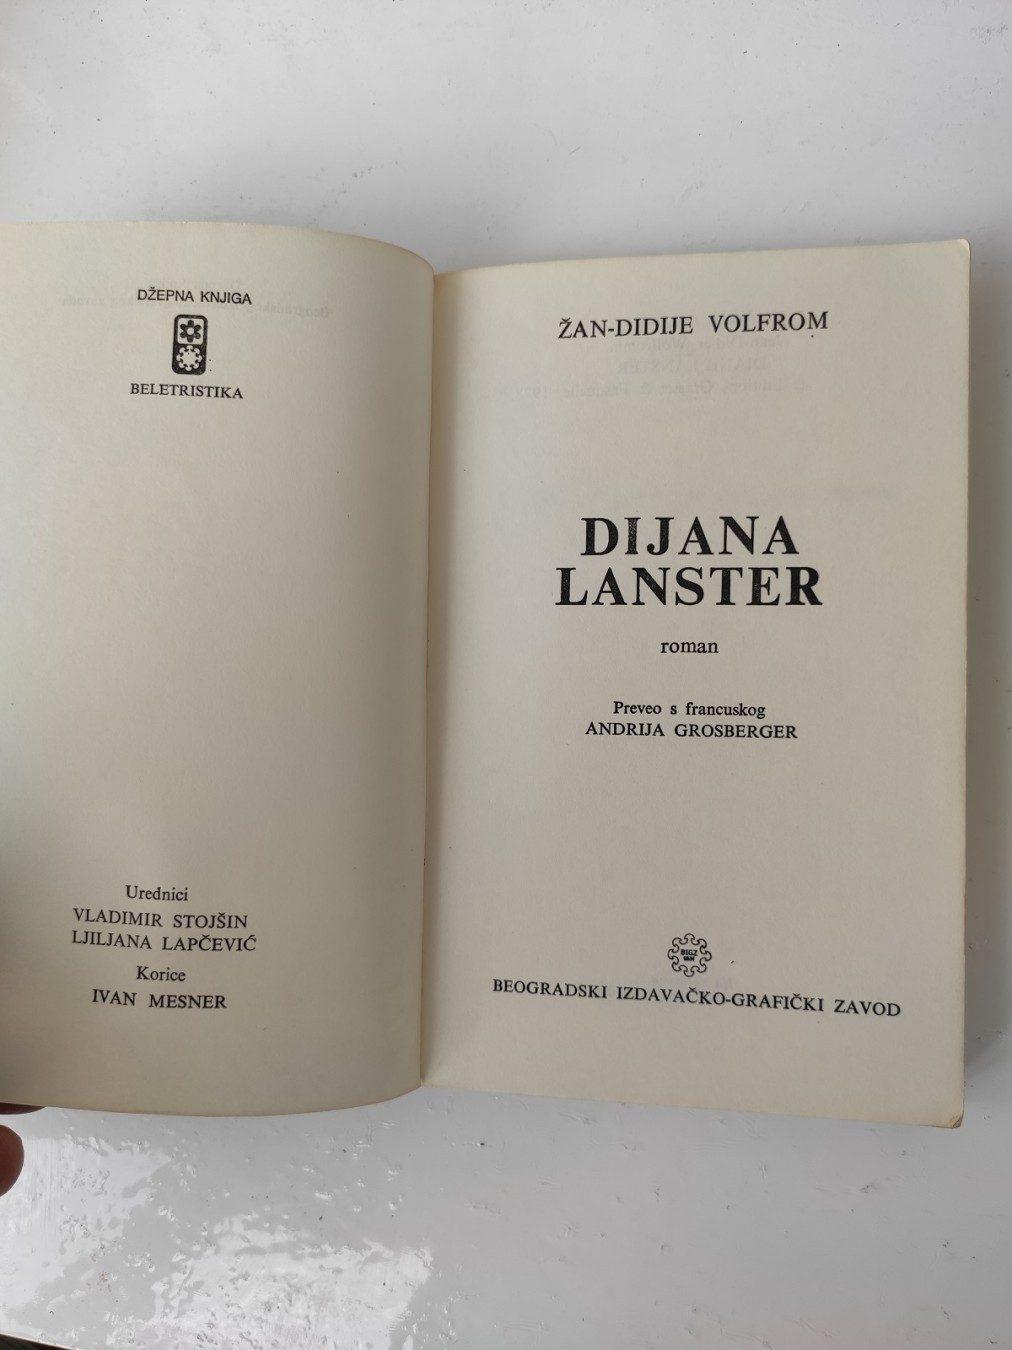 DŽEPNA KNJIGA
BELETRISTIKA
Urednici
VLADIMIR STOJŠIN
LJILJANA LAPČEVIĆ
Korice
IVAN MESNER
ŽAN-DIDIJE VOLFROM
DIJANA
LANSTER
roman
Preveo s francuskog
ANDRIJA GROSBERGER
BIGZ
BEOGRADSKI IZDAVAČKO-GRAFIČKI ZAVOD